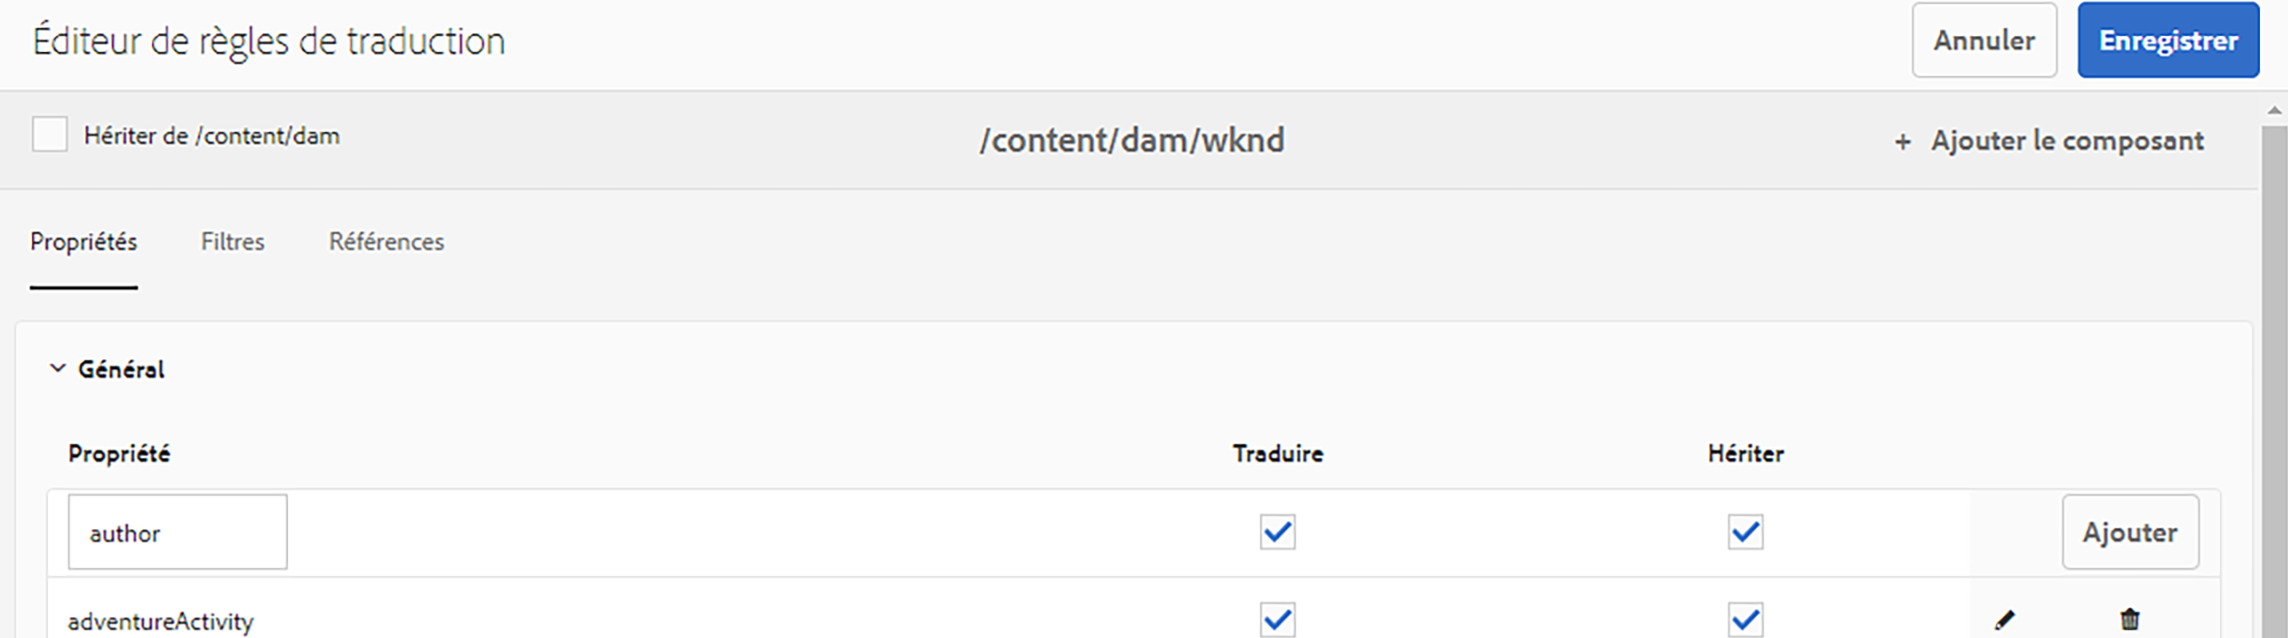 Éditeur de règles de traduction
Annuler
Enregistrer
Hériter de /content/dam
/content/dam/wknd
+ Ajouter le composant
Propriétés
Filtres
Références
Général
Propriété
Traduire
Hériter
author
Ajouter
adventureActivity